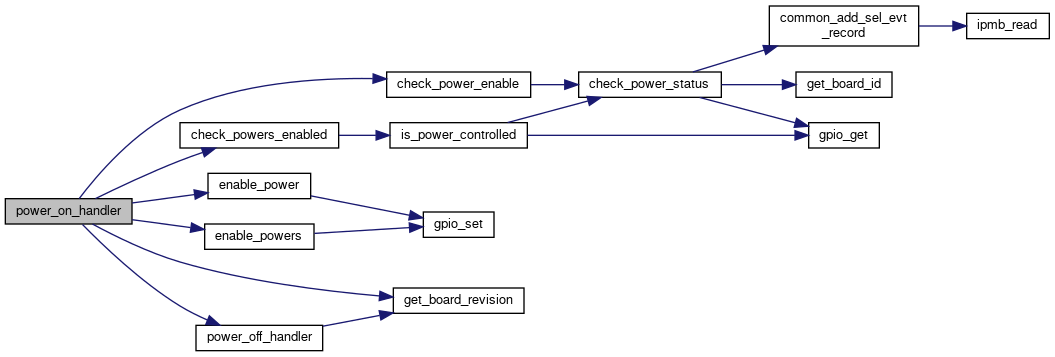 common_add_sel_evt
_record
ipmb_read
check_power_enable
check_power_status
get_board_id
check_powers_enabled
is_power_controlled
gpio_get
enable_power
power_on_handler
gpio_set
enable_powers
get_board_revision
power_off_handler